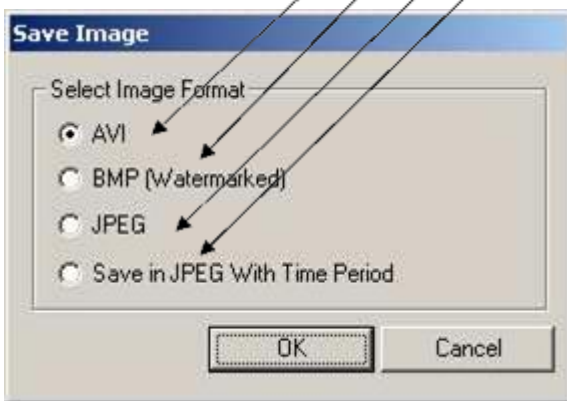 Save Image
Select Image Format
AVI
BMP (Watermarked)
JPEG
Save in JPEG With Time Period
OK
Cancel